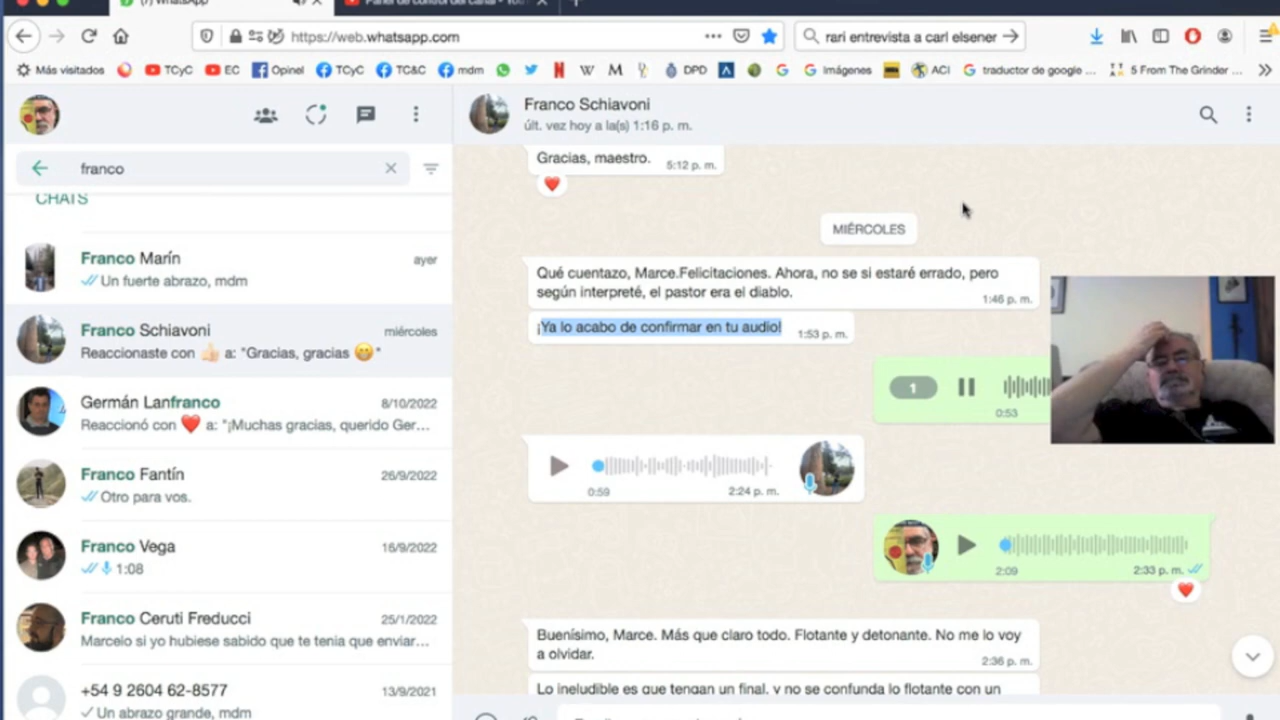 (7) WhatsApp
Panel de control del canal - You
https://web.whatsapp.com
rari entrevista a carl elsener
Más visitados
TCyC
EC
Opinel
TCyC
TC&C
mdm
DPD
Imágenes
ACI
traductor de google ...
5 From The Grinder ...
Franco Schiavoni
últ. vez hoy a la(s) 1:16 p. m.
franco
CHATS
Franco Marín
ayer
Un fuerte abrazo, mdm
Franco Schiavoni
miércoles
Reaccionaste con 👍🏻 a: "Gracias, gracias 😁"
Germán Lanfranco
8/10/2022
Reaccionó con ❤️ a: "¡Muchas gracias, querido Ger...
Franco Fantín
26/9/2022
Otro para vos.
Franco Vega
16/9/2022
1:08
Franco Ceruti Freducci
25/1/2022
Marcelo si yo hubiese sabido que te tenia que enviar...
+54 9 2604 62-8577
13/9/2021
Un abrazo grande, mdm
Gracias, maestro.
5:12 p. m.
MIÉRCOLES
Qué cuentazo, Marce.Felicitaciones. Ahora, no se si estaré errado, pero
según interpreté, el pastor era el diablo.
1:46 p. m.
¡Ya lo acabo de confirmar en tu audio!
1:53 p. m.
1
0:53
0:59
2:24 p. m.
2:09
2:33 p. m.
Buenísimo, Marce. Más que claro todo. Flotante y detonante. No me lo voy
a olvidar.
2:36 p. m.
Lo ineludible es que tengan un final, y no se confunda lo flotante con un